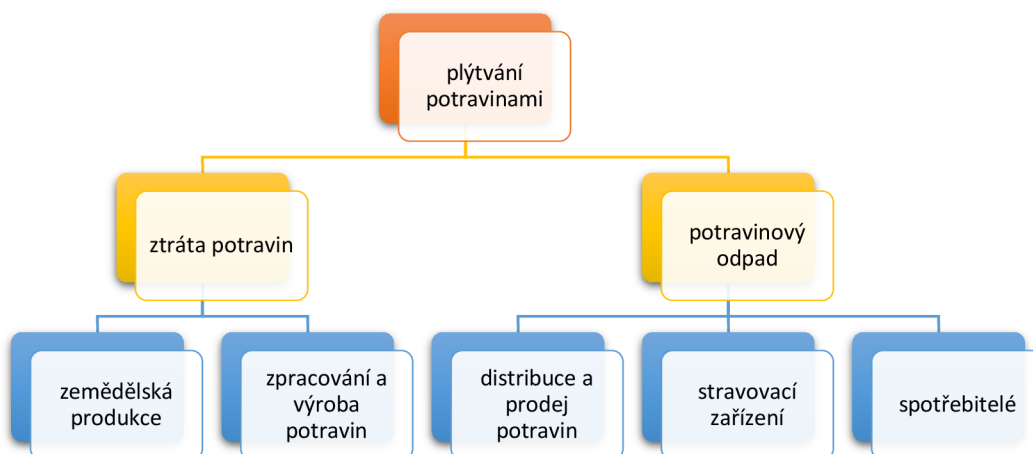 plýtvání
potravinami
ztráta potravin
potravinový
odpad
zemědělská
produkce
zpracování a
výroba
potravin
distribuce a
prodej
potravin
stravovací
zařízení
spotřebitelé